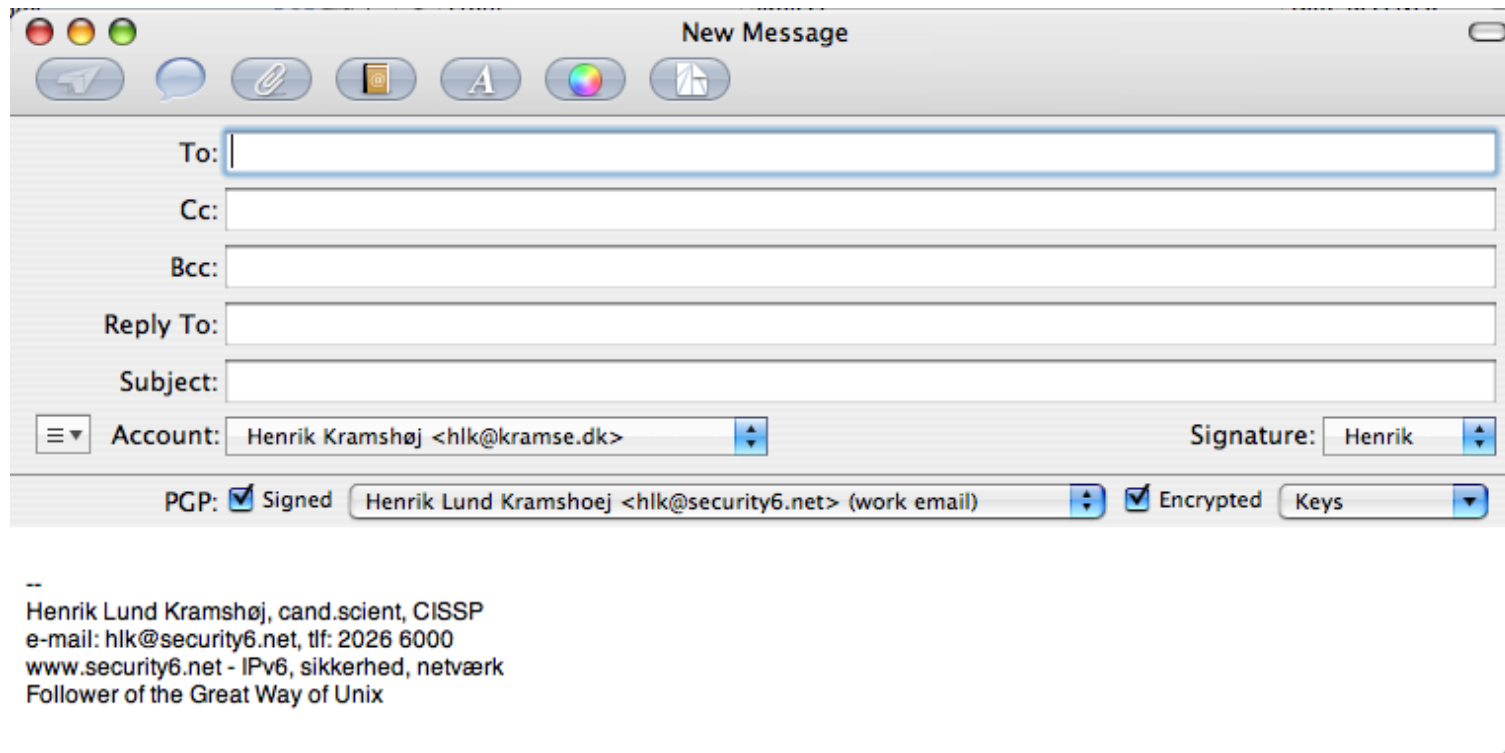 New Message
To:
Cc:
Bcc:
Reply To:
Subject:
Account: Henrik Kramshøj <hlk@kramse.dk> Signature: Henrik
PGP: Signed Henrik Lund Kramshoej <hlk@security6.net> (work email) Encrypted Keys
--
Henrik Lund Kramshøj, cand.scient, CISSP
e-mail: hlk@security6.net, tlf: 2026 6000
www.security6.net - IPv6, sikkerhed, netværk
Follower of the Great Way of Unix